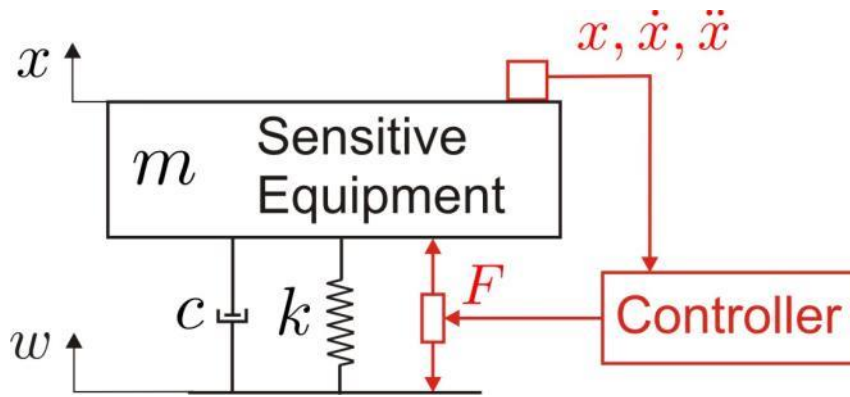 x, ẋ, ẍ
x
m
Sensitive
Equipment
c
k
F
Controller
w